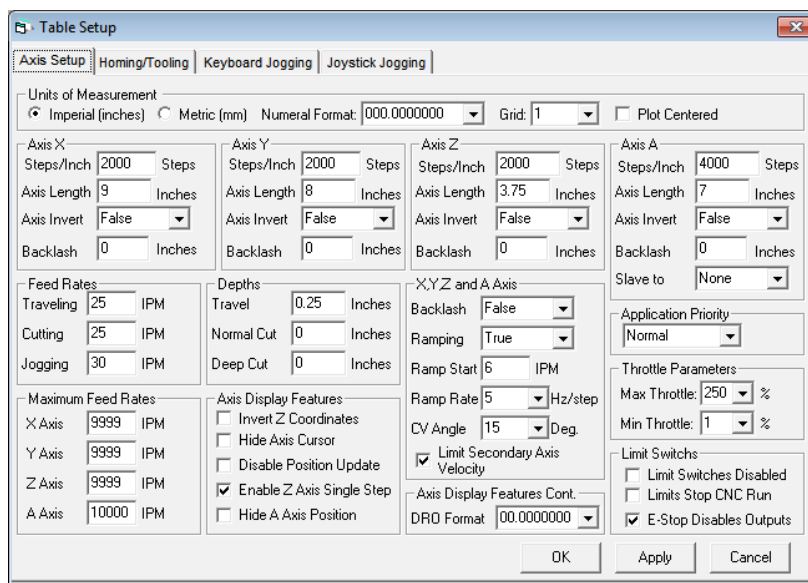 Table Setup
Axis Setup Homing/Tooling Keyboard Jogging Joystick Jogging
Units of Measurement
Imperial (inches) Metric (mm) Numeral Format: 000.0000000 Grid: 1 Plot Centered
Axis X
Steps/Inch 2000 Steps
Axis Length 9 Inches
Axis Invert False
Backlash 0 Inches
Axis Y
Steps/Inch 2000 Steps
Axis Length 8 Inches
Axis Invert False
Backlash 0 Inches
Axis Z
Steps/Inch 2000 Steps
Axis Length 3.75 Inches
Axis Invert False
Backlash 0 Inches
Axis A
Steps/Inch 4000 Steps
Axis Length 7 Inches
Axis Invert False
Backlash 0 Inches
Slave to None
Feed Rates
Traveling 25 IPM
Cutting 25 IPM
Jogging 30 IPM
Depths
Travel 0.25 Inches
Normal Cut 0 Inches
Deep Cut 0 Inches
X,Y,Z and A Axis
Backlash False
Ramping True
Ramp Start 6 IPM
Ramp Rate 5 Hz/step
CV Angle 15 Deg.
Limit Secondary Axis
Velocity
Application Priority
Normal
Throttle Parameters
Max Throttle: 250 %
Min Throttle: 1 %
Maximum Feed Rates
X Axis 9999 IPM
Y Axis 9999 IPM
Z Axis 9999 IPM
A Axis 10000 IPM
Axis Display Features
Invert Z Coordinates
Hide Axis Cursor
Disable Position Update
Enable Z Axis Single Step
Hide A Axis Position
Axis Display Features Cont.
DRO Format 00.0000000
Limit Switchs
Limit Switches Disabled
Limits Stop CNC Run
E-Stop Disables Outputs
OK Apply Cancel